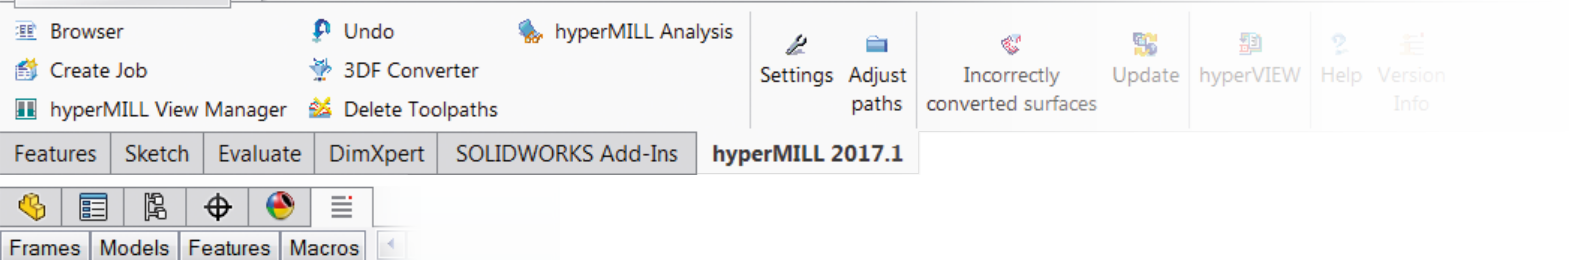 Browser Undo hyperMILL Analysis
Create Job 3DF Converter
hyperMILL View Manager Delete Toolpaths
Settings Adjust paths Incorrectly converted surfaces Update hyperVIEW Help Version Info
Features Sketch Evaluate DimXpert SOLIDWORKS Add-Ins hyperMILL 2017.1
Frames Models Features Macros